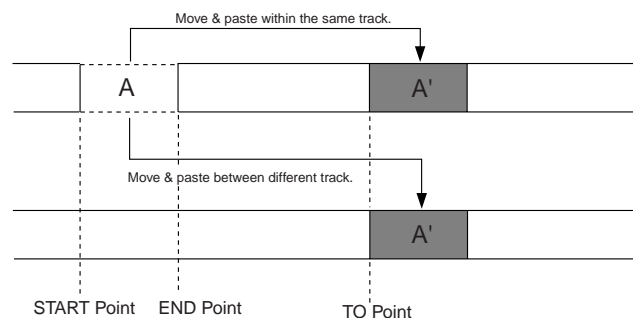 Move & paste within the same track.
A
A'
Move & paste between different track.
A'
START Point
END Point
TO Point